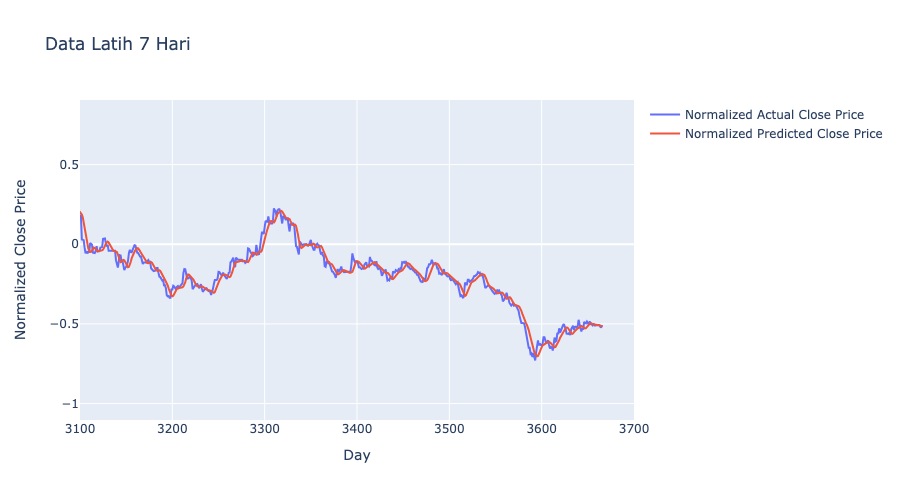 Data Latih 7 Hari
Normalized Actual Close Price
Normalized Predicted Close Price
Normalized Close Price
0.5
0
−0.5
−1
3100
3200
3300
3400
3500
3600
3700
Day